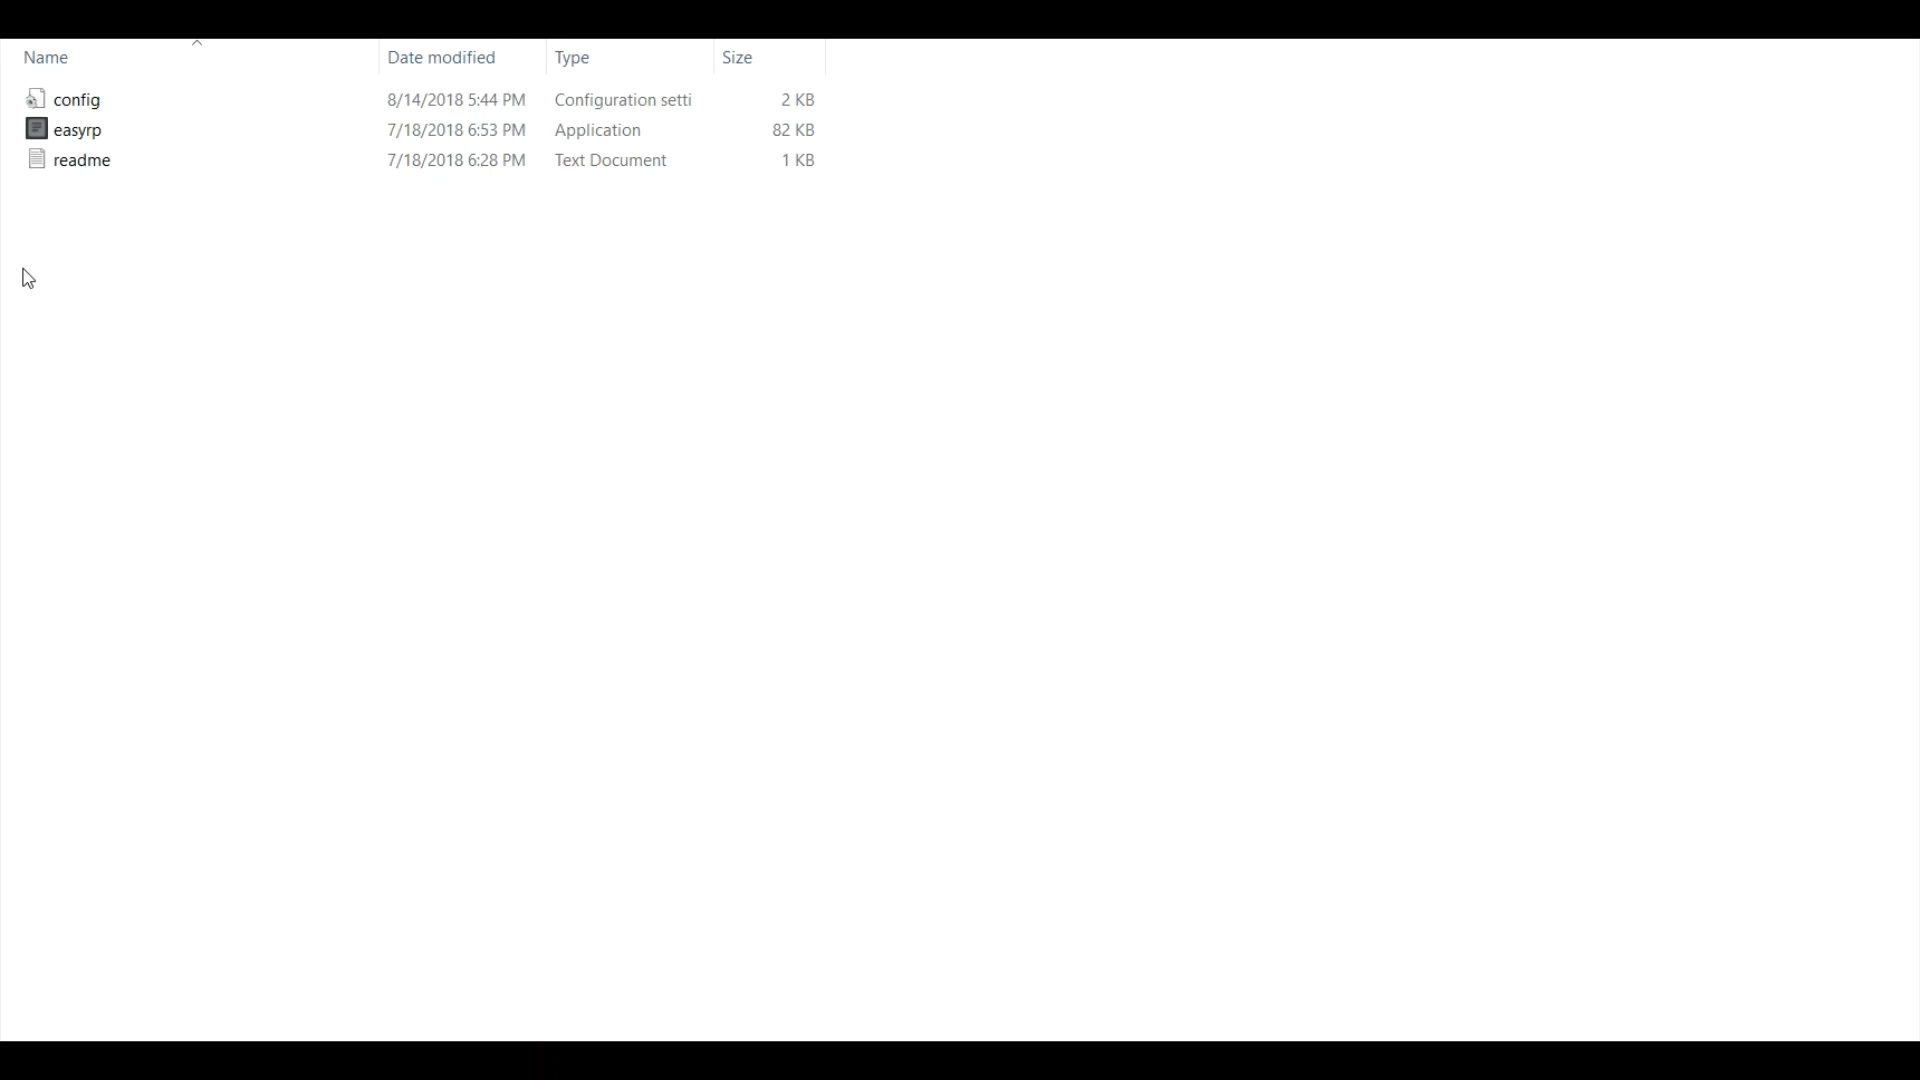 Name Date modified Type Size
config 8/14/2018 5:44 PM Configuration setti 2 KB
easyrp 7/18/2018 6:53 PM Application 82 KB
readme 7/18/2018 6:28 PM Text Document 1 KB